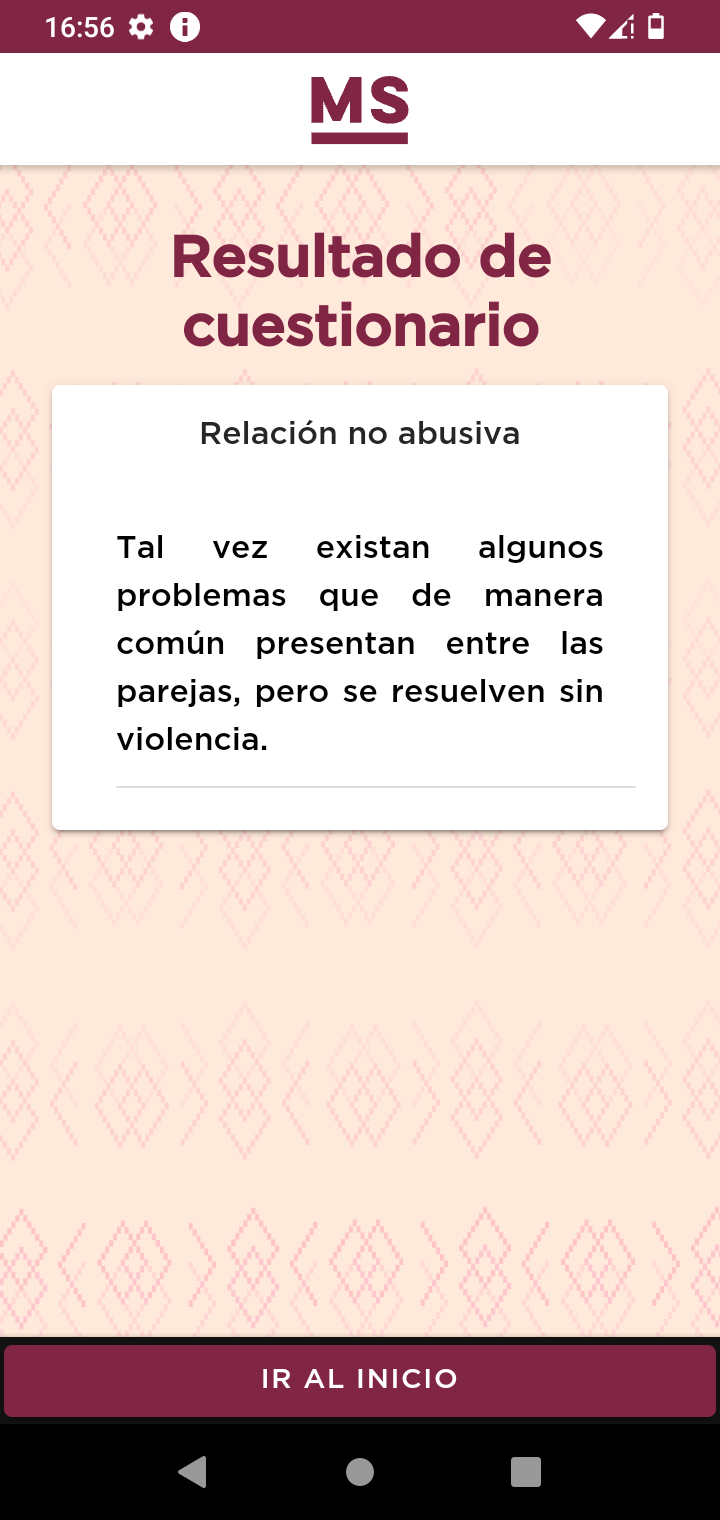 16:56
MS
Resultado de
cuestionario
Relación no abusiva
Tal vez existan algunos
problemas que de manera
común presentan entre las
parejas, pero se resuelven sin
violencia.
IR AL INICIO